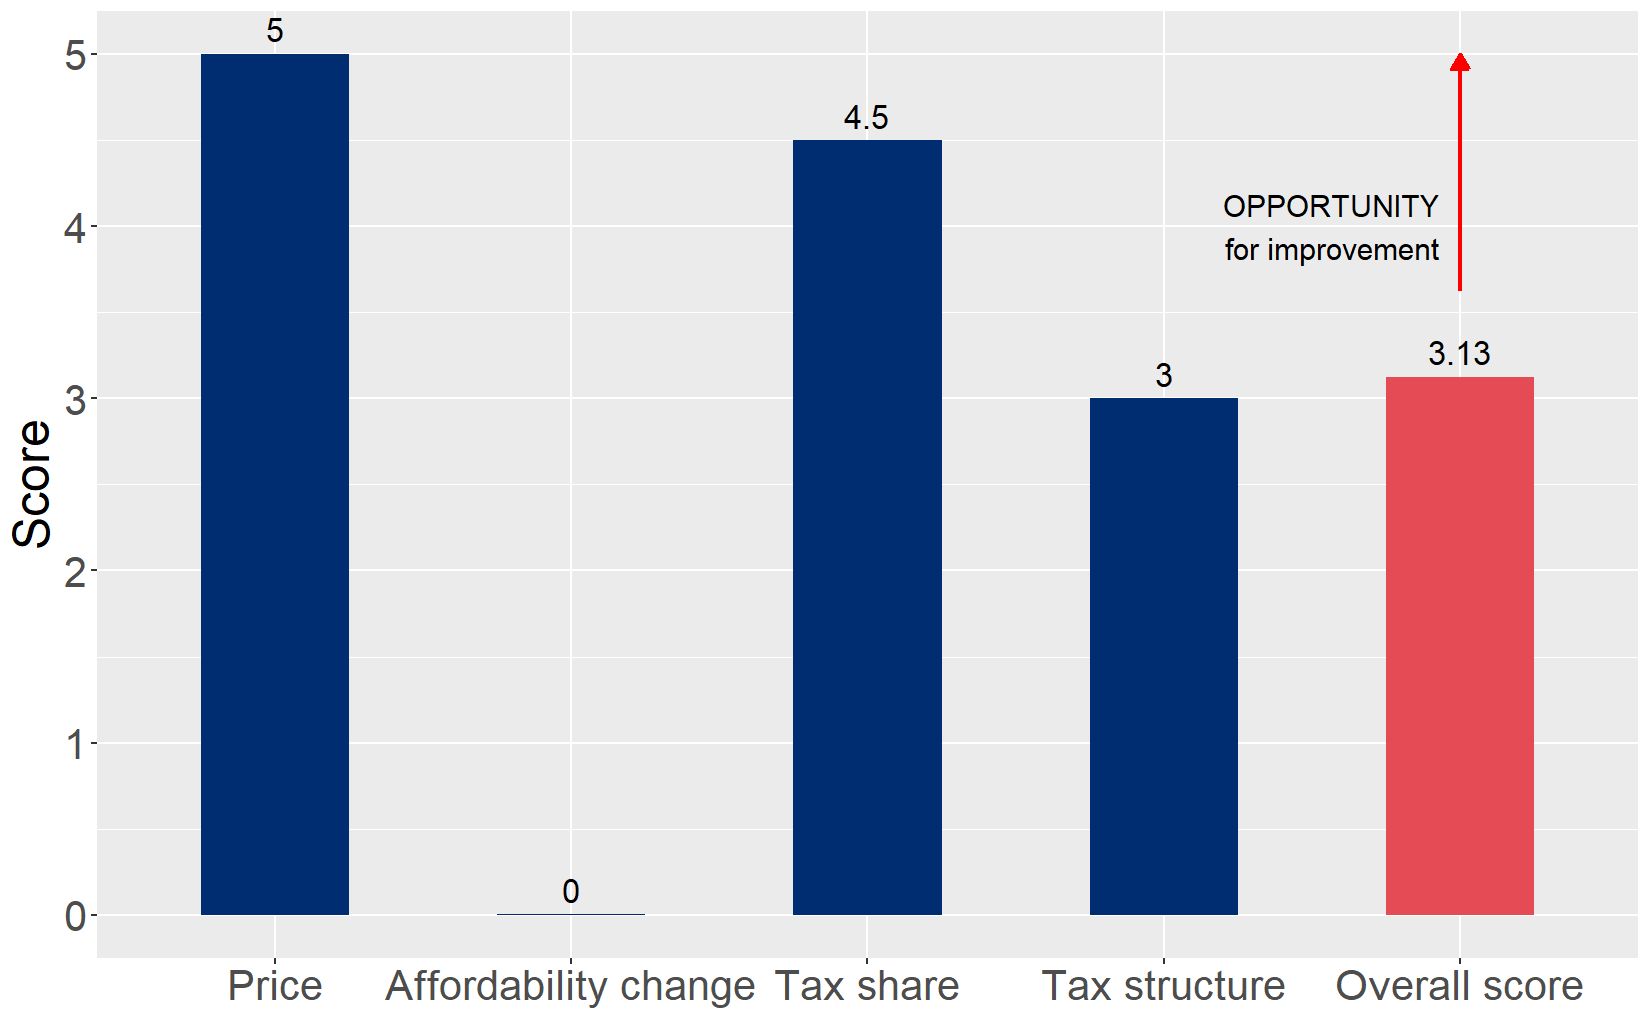 5
4.5
OPPORTUNITY
for improvement
3.13
3
0
Score
5
4
3
2
1
0
Price
Affordability change
Tax share
Tax structure
Overall score